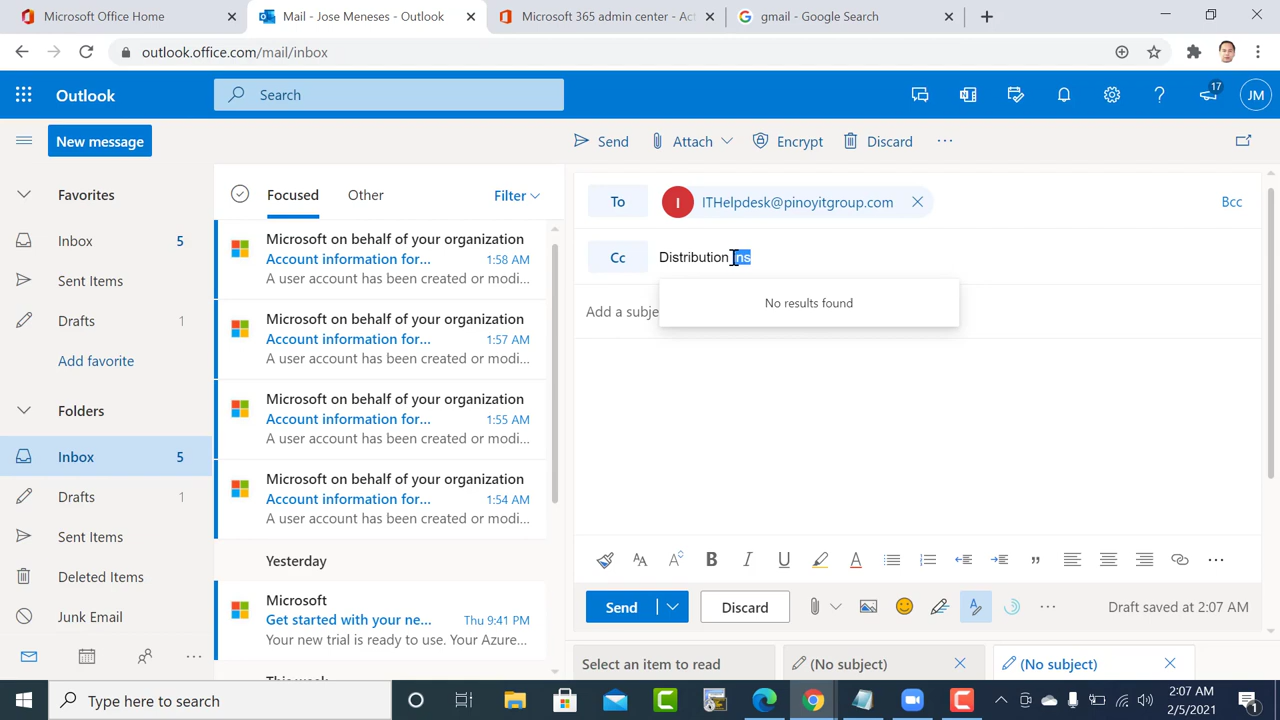 Microsoft Office Home
Mail - Jose Meneses - Outlook
Microsoft 365 admin center - Act
gmail - Google Search
outlook.office.com/mail/inbox
Outlook
Search
17
JM
New message
Send
Attach
Encrypt
Discard
Favorites
Inbox 5
Sent Items
Drafts 1
Add favorite
Folders
Inbox 5
Drafts 1
Sent Items
Deleted Items
Junk Email
Focused
Other
Filter
Microsoft on behalf of your organization
Account information for... 1:58 AM
A user account has been created or modi...
Microsoft on behalf of your organization
Account information for... 1:57 AM
A user account has been created or modi...
Microsoft on behalf of your organization
Account information for... 1:55 AM
A user account has been created or modi...
Microsoft on behalf of your organization
Account information for... 1:54 AM
A user account has been created or modi...
Yesterday
Microsoft
Get started with your ne... Thu 9:41 PM
Your new trial is ready to use. Your Azure...
This week
To
I
ITHelpdesk@pinoyitgroup.com
Bcc
Cc
Distribution
No results found
Add a subje
Send
Discard
Draft saved at 2:07 AM
Select an item to read
(No subject)
(No subject)
Type here to search
2:07 AM
2/5/2021
1